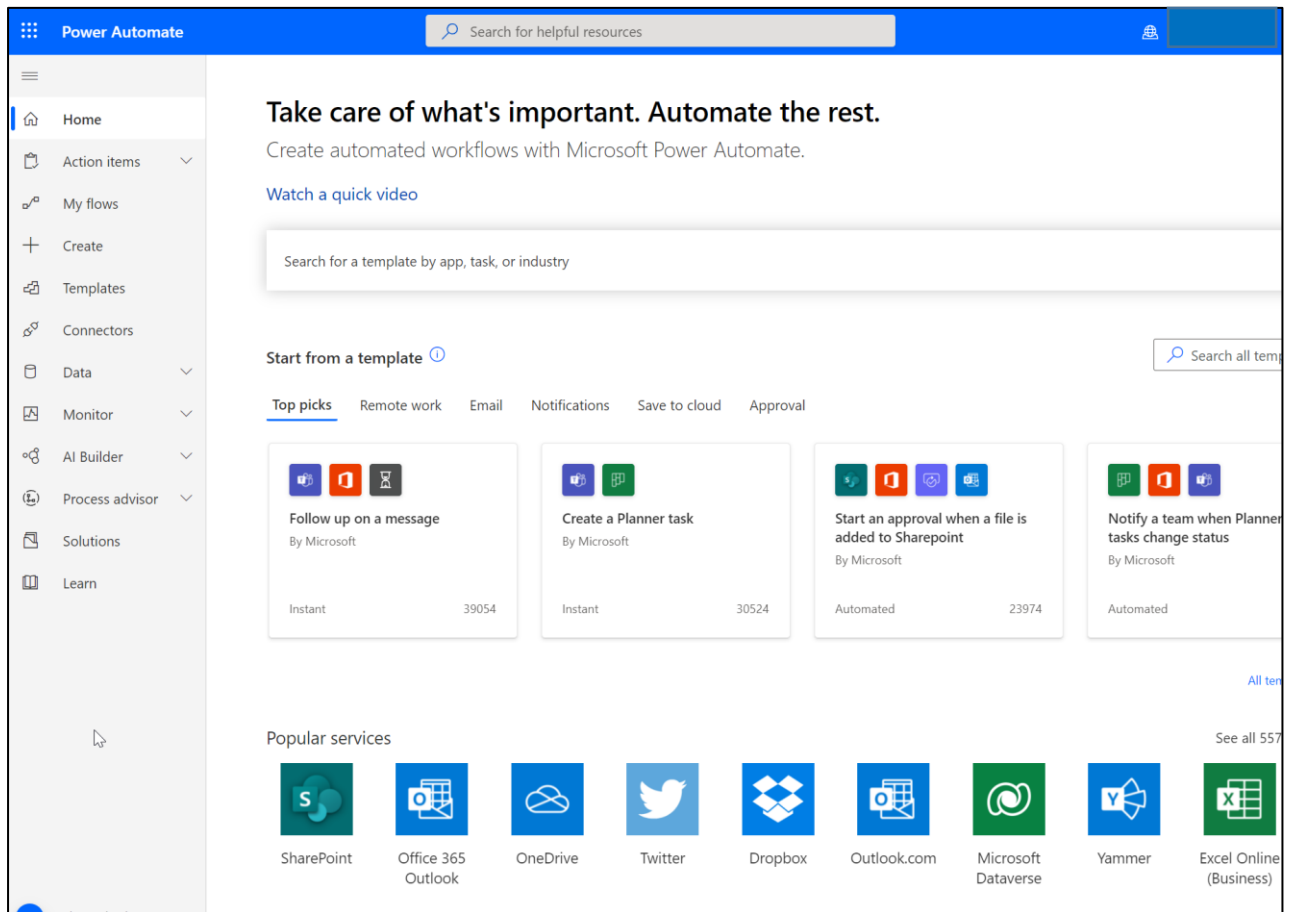 Power Automate
Search for helpful resources
Home
Action items
My flows
Create
Templates
Connectors
Data
Monitor
AI Builder
Process advisor
Solutions
Learn
Take care of what's important. Automate the rest.
Create automated workflows with Microsoft Power Automate.
Watch a quick video
Search for a template by app, task, or industry
Start from a template
Search all
Top picks Remote work Email Notifications Save to cloud Approval
Follow up on a message
By Microsoft
Instant 39054
Create a Planner task
By Microsoft
Instant 30524
Start an approval when a file is
added to Sharepoint
By Microsoft
Automated 23974
Notify a team when Planner
tasks change status
By Microsoft
Automated
All
Popular services
See all 557
SharePoint
Office 365
Outlook
OneDrive
Twitter
Dropbox
Outlook.com
Microsoft
Dataverse
Yammer
Excel Online
(Business)